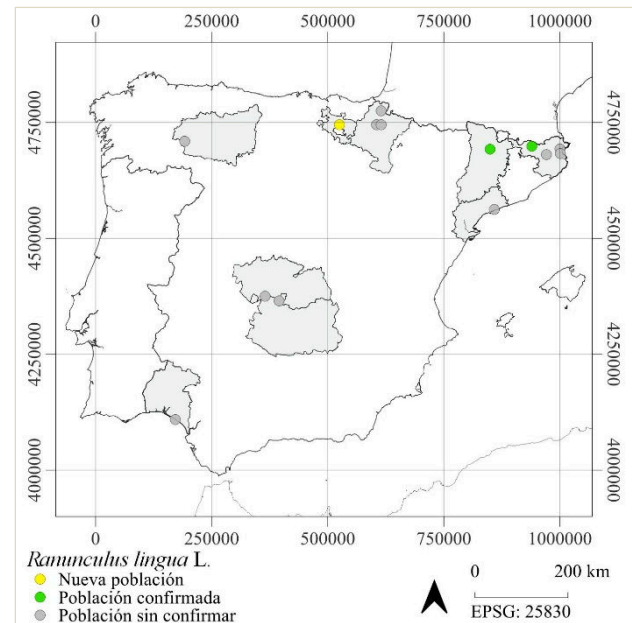 0 250000 500000 750000 1000000
4750000 4750000
4500000 4500000
4250000 4250000
4000000 4000000
0 250000 500000 750000 1000000
Ranunculus lingua L.
Nueva población
Población confirmada
Población sin confirmar
0 200 km
EPSG: 25830